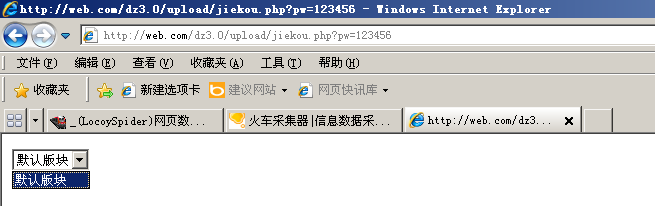 http://web.com/dz3.0/upload/jiekou.php?pw=123456 - Windows Internet Explorer
http://web.com/dz3.0/upload/jiekou.php?pw=123456
文件(F) 编辑(E) 查看(V) 收藏夹(A) 工具(T) 帮助(H)
收藏夹 新建选项卡 建议网站 网页快讯库
_(LocoySpider)网页数... 火车采集器|信息数据采... http://web.com/dz3...
默认版块
默认版块